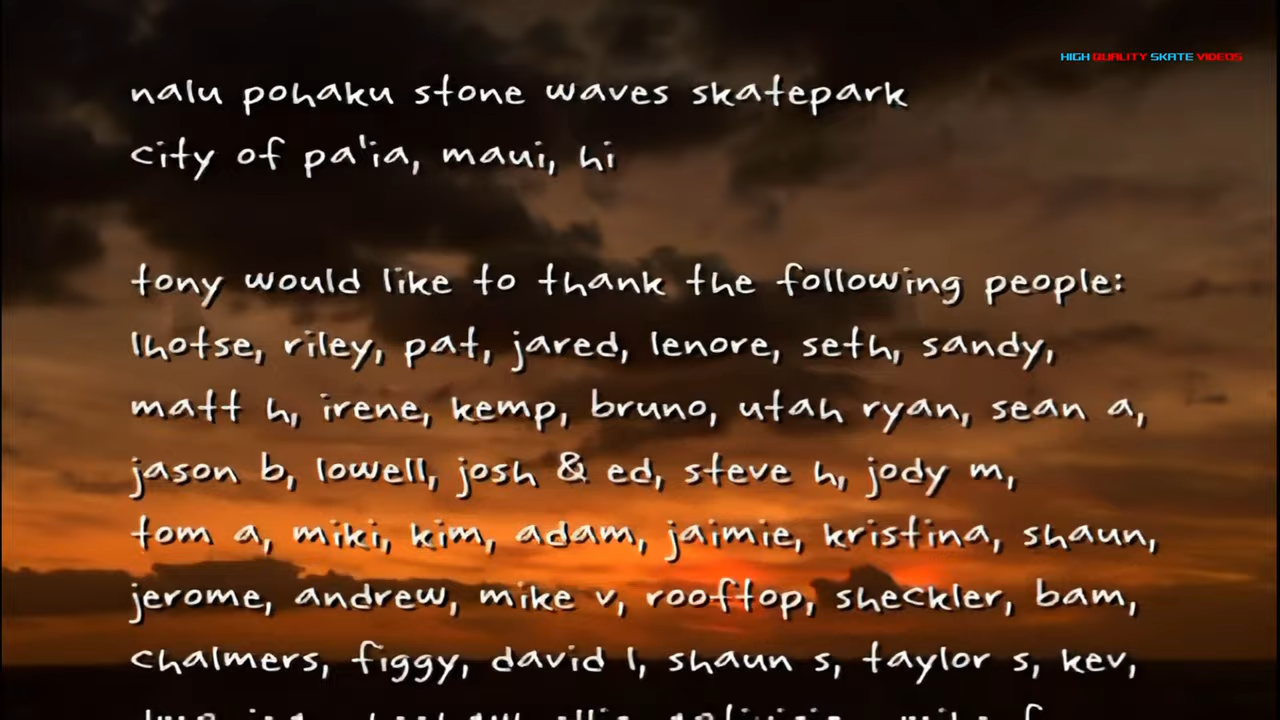 HIGH QUALITY SKATE VIDEOS
nalu pohaku stone waves skatepark
city of pa'ia, maui, hi
tony would like to thank the following people:
lhotse, riley, pat, jared, lenore, seth, sandy,
matt h, irene, kemp, bruno, utah ryan, sean a,
jason b, lowell, josh & ed, steve h, jody m,
tom a, miki, kim, adam, jaimie, kristina, shaun,
jerome, andrew, mike v, rooftop, sheckler, bam,
chalmers, figgy, david l, shaun s, taylor s, kev,